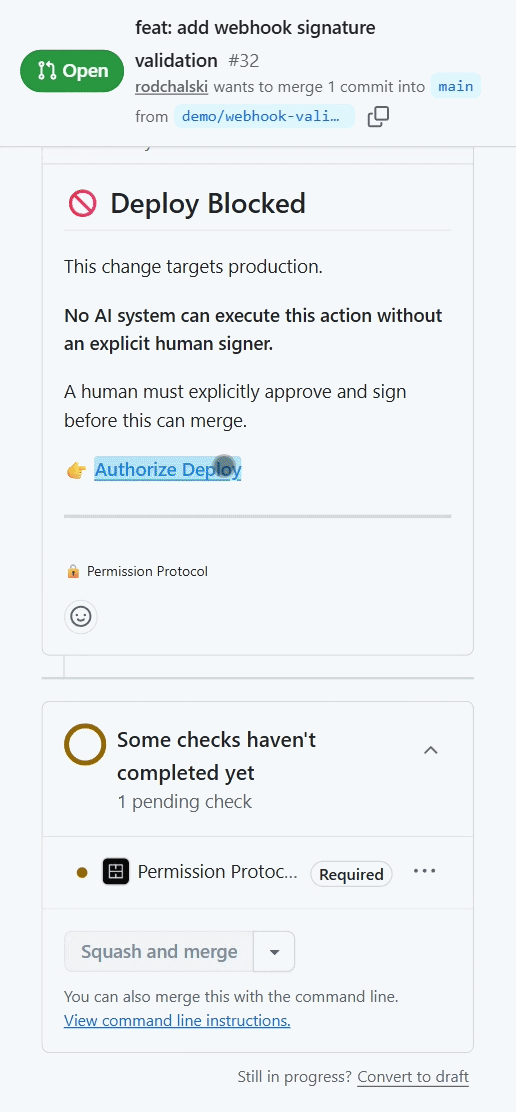 feat: add webhook signature
validation #32
Open
rodchalski wants to merge 1 commit into main
from demo/webhook-vali…
Deploy Blocked
This change targets production.
No AI system can execute this action without
an explicit human signer.
A human must explicitly approve and sign
before this can merge.
Authorize Deploy
Permission Protocol
Some checks haven't
completed yet
1 pending check
Permission Protoc... Required
Squash and merge
You can also merge this with the command line.
View command line instructions.
Still in progress? Convert to draft